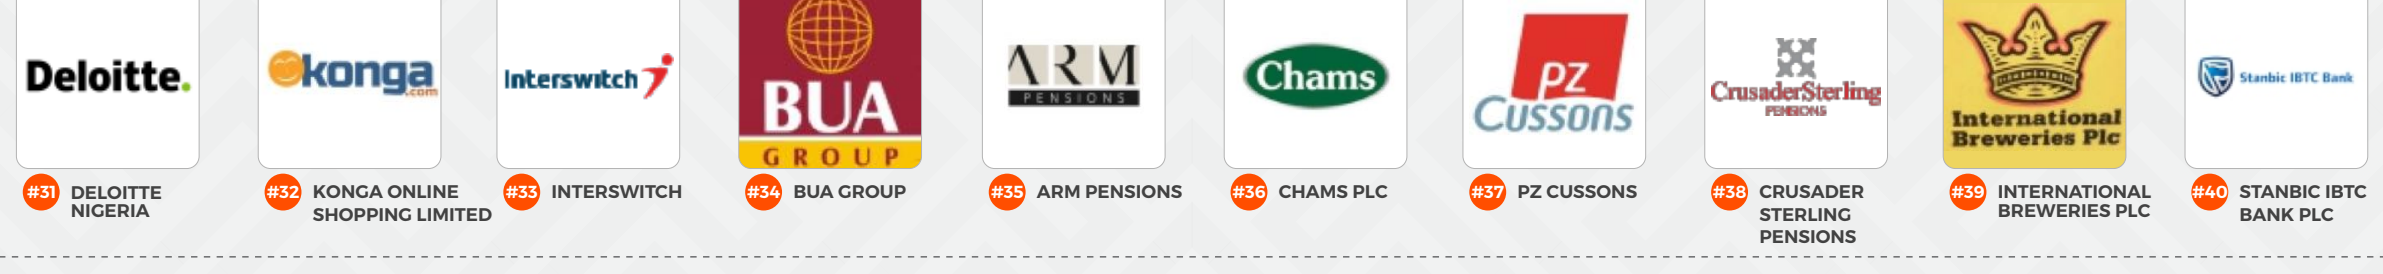 Deloitte.
konga
.com
Interswitch
BUA
GROUP
ARM
PENSIONS
Chams
PZ
Cussons
CrusaderSterling
PENSIONS
International
Breweries Plc
Stanbic IBTC Bank
#31 DELOITTE
NIGERIA
#32 KONGA ONLINE
SHOPPING LIMITED
#33 INTERSWITCH
#34 BUA GROUP
#35 ARM PENSIONS
#36 CHAMS PLC
#37 PZ CUSSONS
#38 CRUSADER
STERLING
PENSIONS
#39 INTERNATIONAL
BREWERIES PLC
#40 STANBIC IBTC
BANK PLC